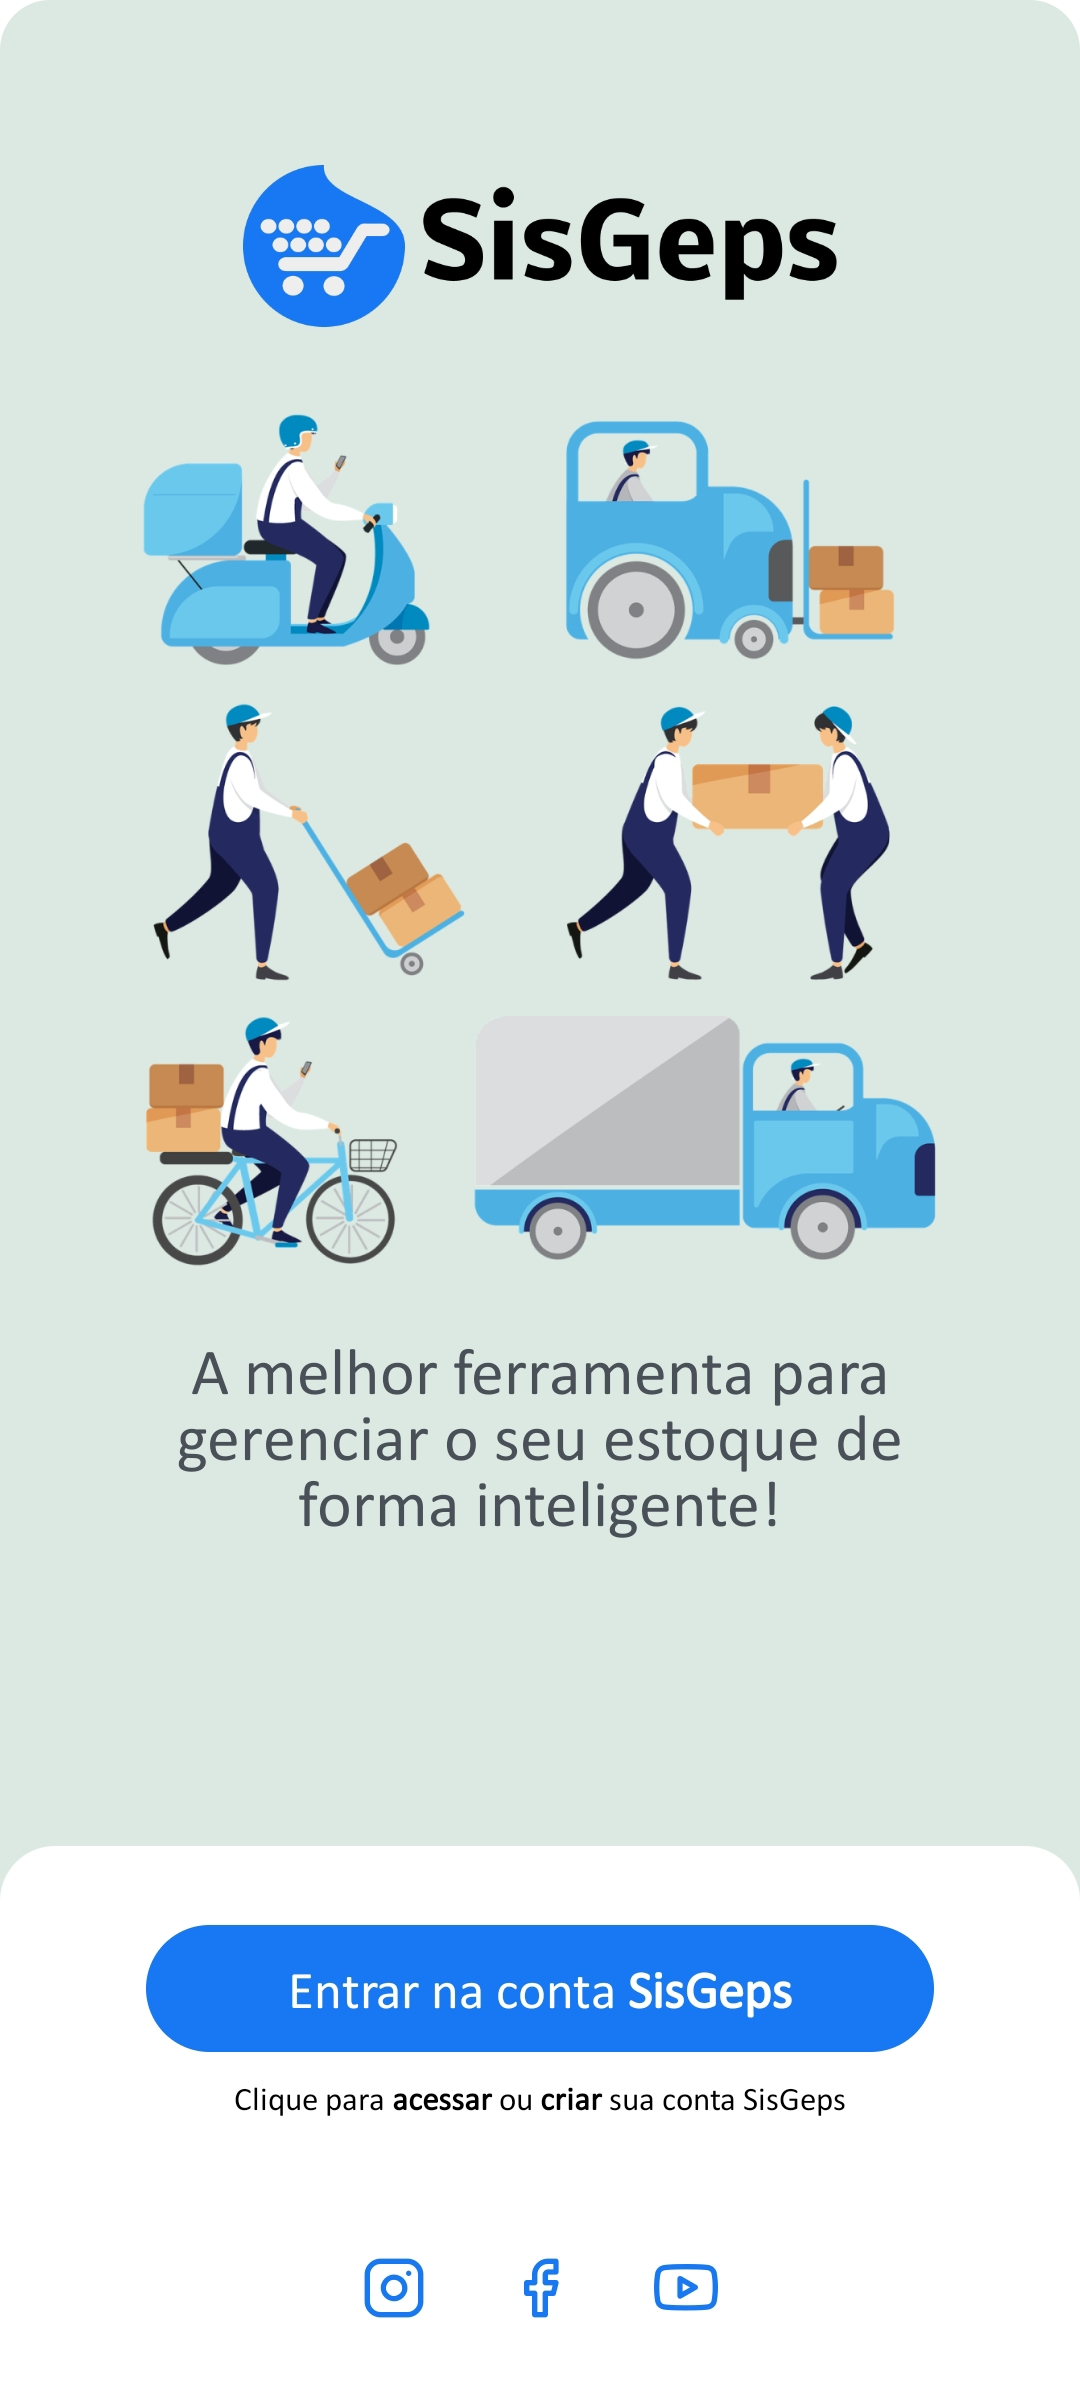 SisGeps
A melhor ferramenta para
gerenciar o seu estoque de
forma inteligente!
Entrar na conta SisGeps
Clique para acessar ou criar sua conta SisGeps